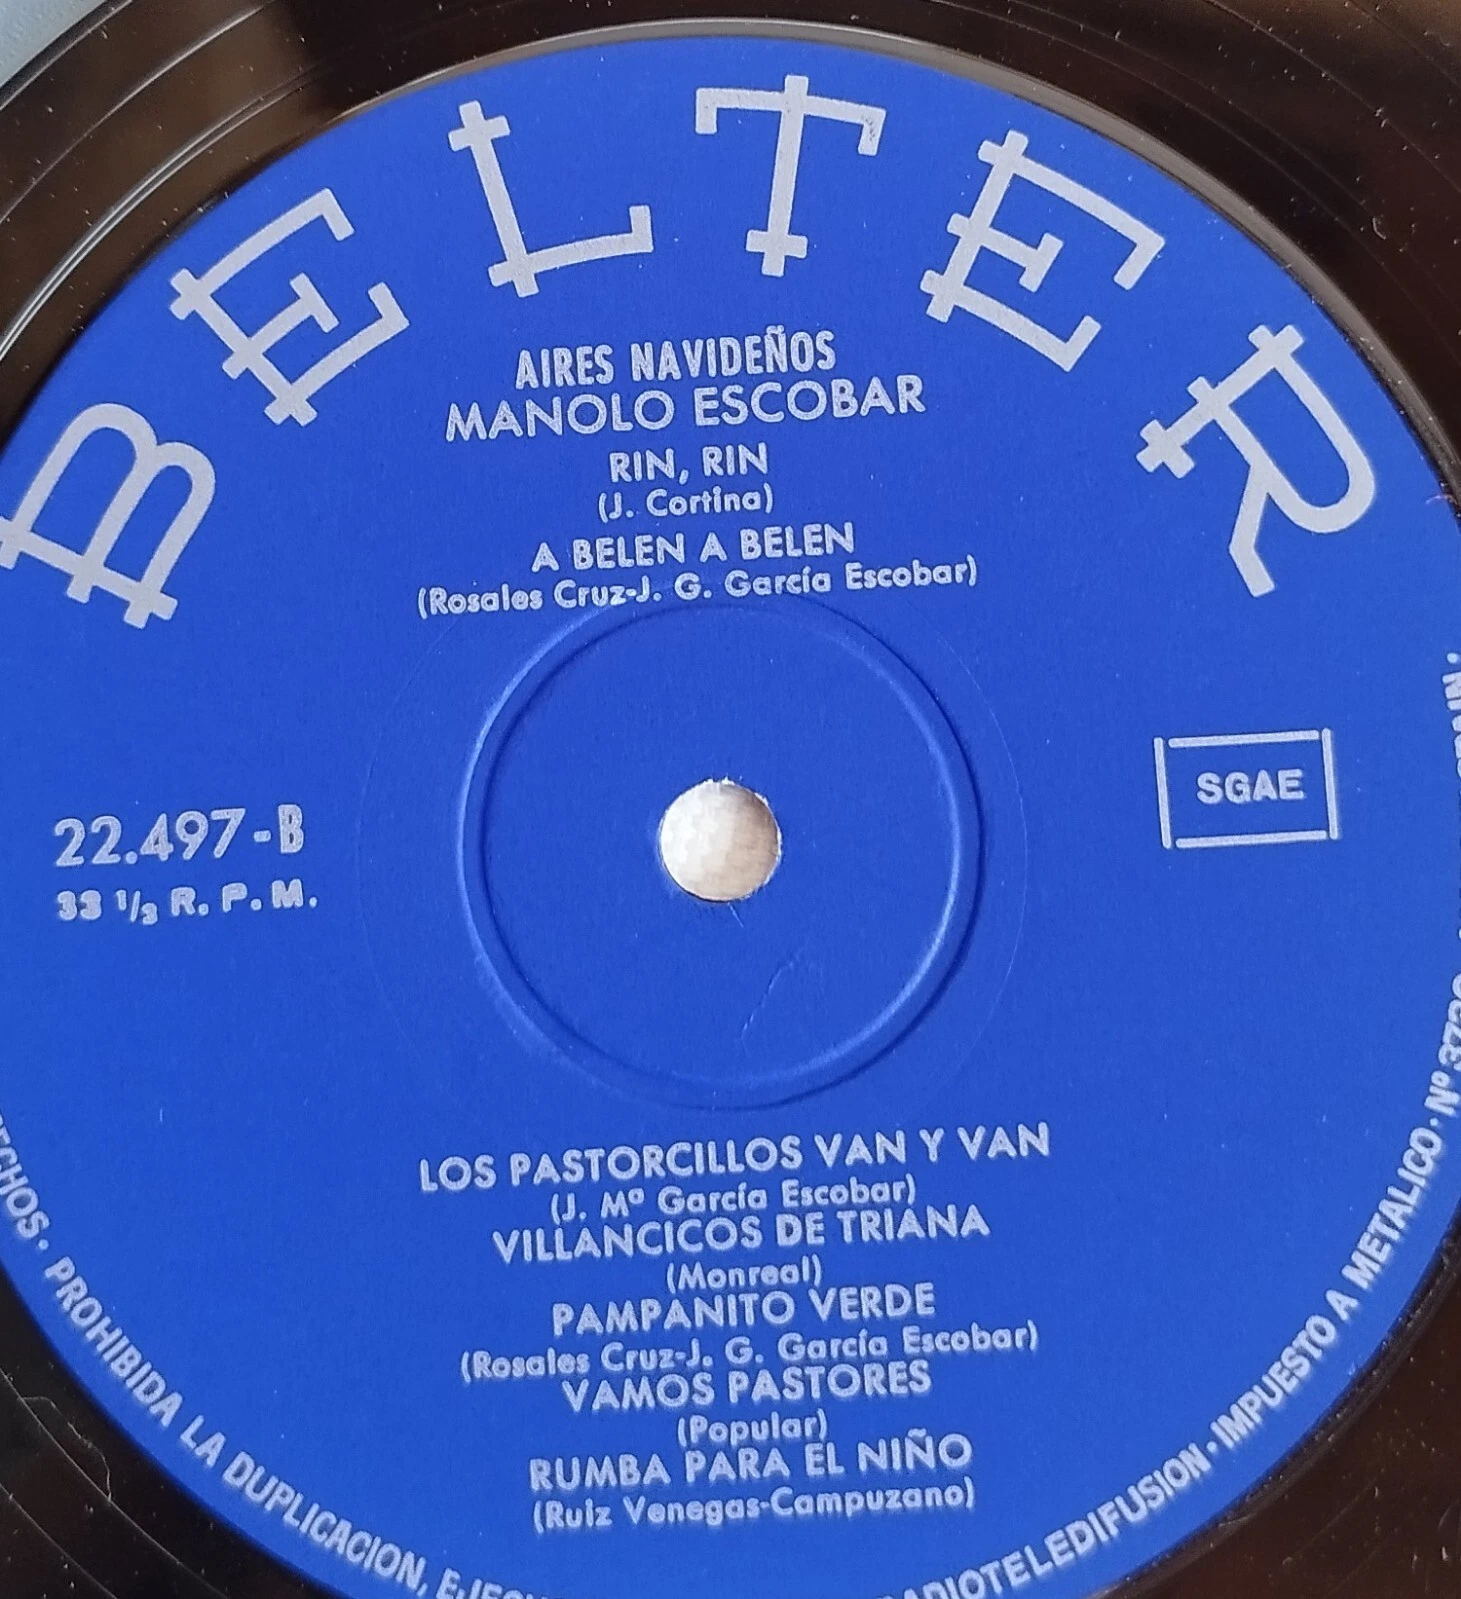 BELTER
AIRES NAVIDEÑOS
MANOLO ESCOBAR
RIN, RIN
(J. Cortina)
A BELEN A BELEN
(Rosales Cruz-J. G. García Escobar)
22.497-B
33 1/3 R. P. M.
SGAE
LOS PASTORCILLOS VAN Y VAN
(J. Mª García Escobar)
VILLANCICOS DE TRIANA
(Monreal)
PAMPANITO VERDE
(Rosales Cruz-J. G. García Escobar)
VAMOS PASTORES
(Popular)
RUMBA PARA EL NIÑO
(Ruiz Venegas-Campuzano)
· PROHIBIDA LA DUPLICACION,
· IMPUESTO A METALICO · Nº